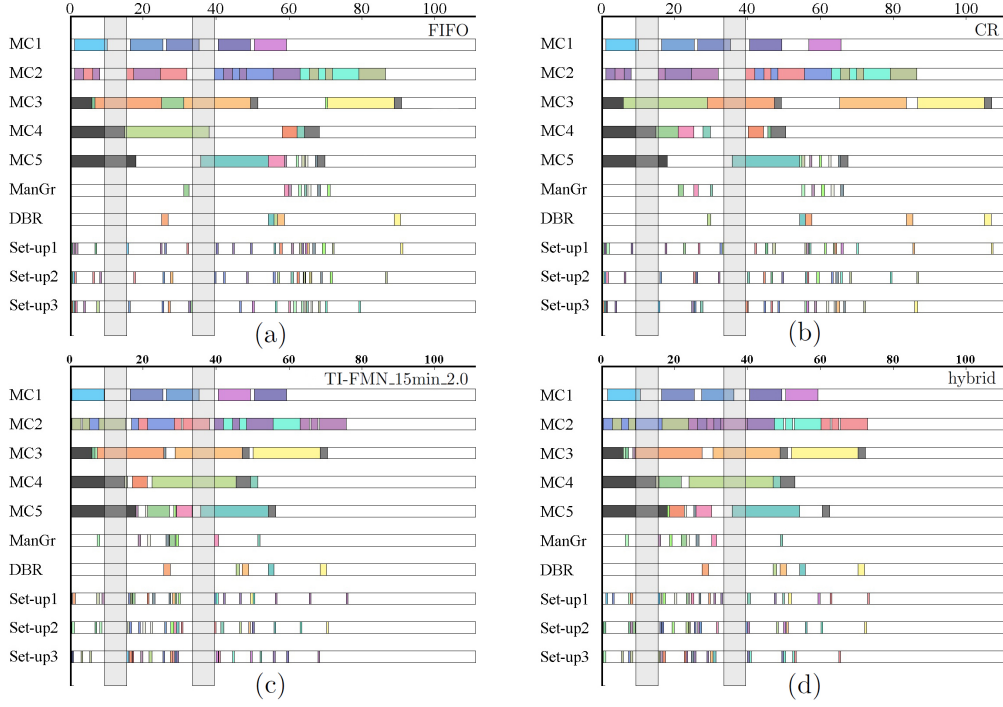 0 20 40 60 80 100
FIFO
MC1
MC2
MC3
MC4
MC5
ManGr
DBR
Set-up1
Set-up2
Set-up3
(a)
0 20 40 60 80 100
CR
MC1
MC2
MC3
MC4
MC5
ManGr
DBR
Set-up1
Set-up2
Set-up3
(b)
0 20 40 60 80 100
TI-FMN_15min_2.0
MC1
MC2
MC3
MC4
MC5
ManGr
DBR
Set-up1
Set-up2
Set-up3
(c)
0 20 40 60 80 100
hybrid
MC1
MC2
MC3
MC4
MC5
ManGr
DBR
Set-up1
Set-up2
Set-up3
(d)